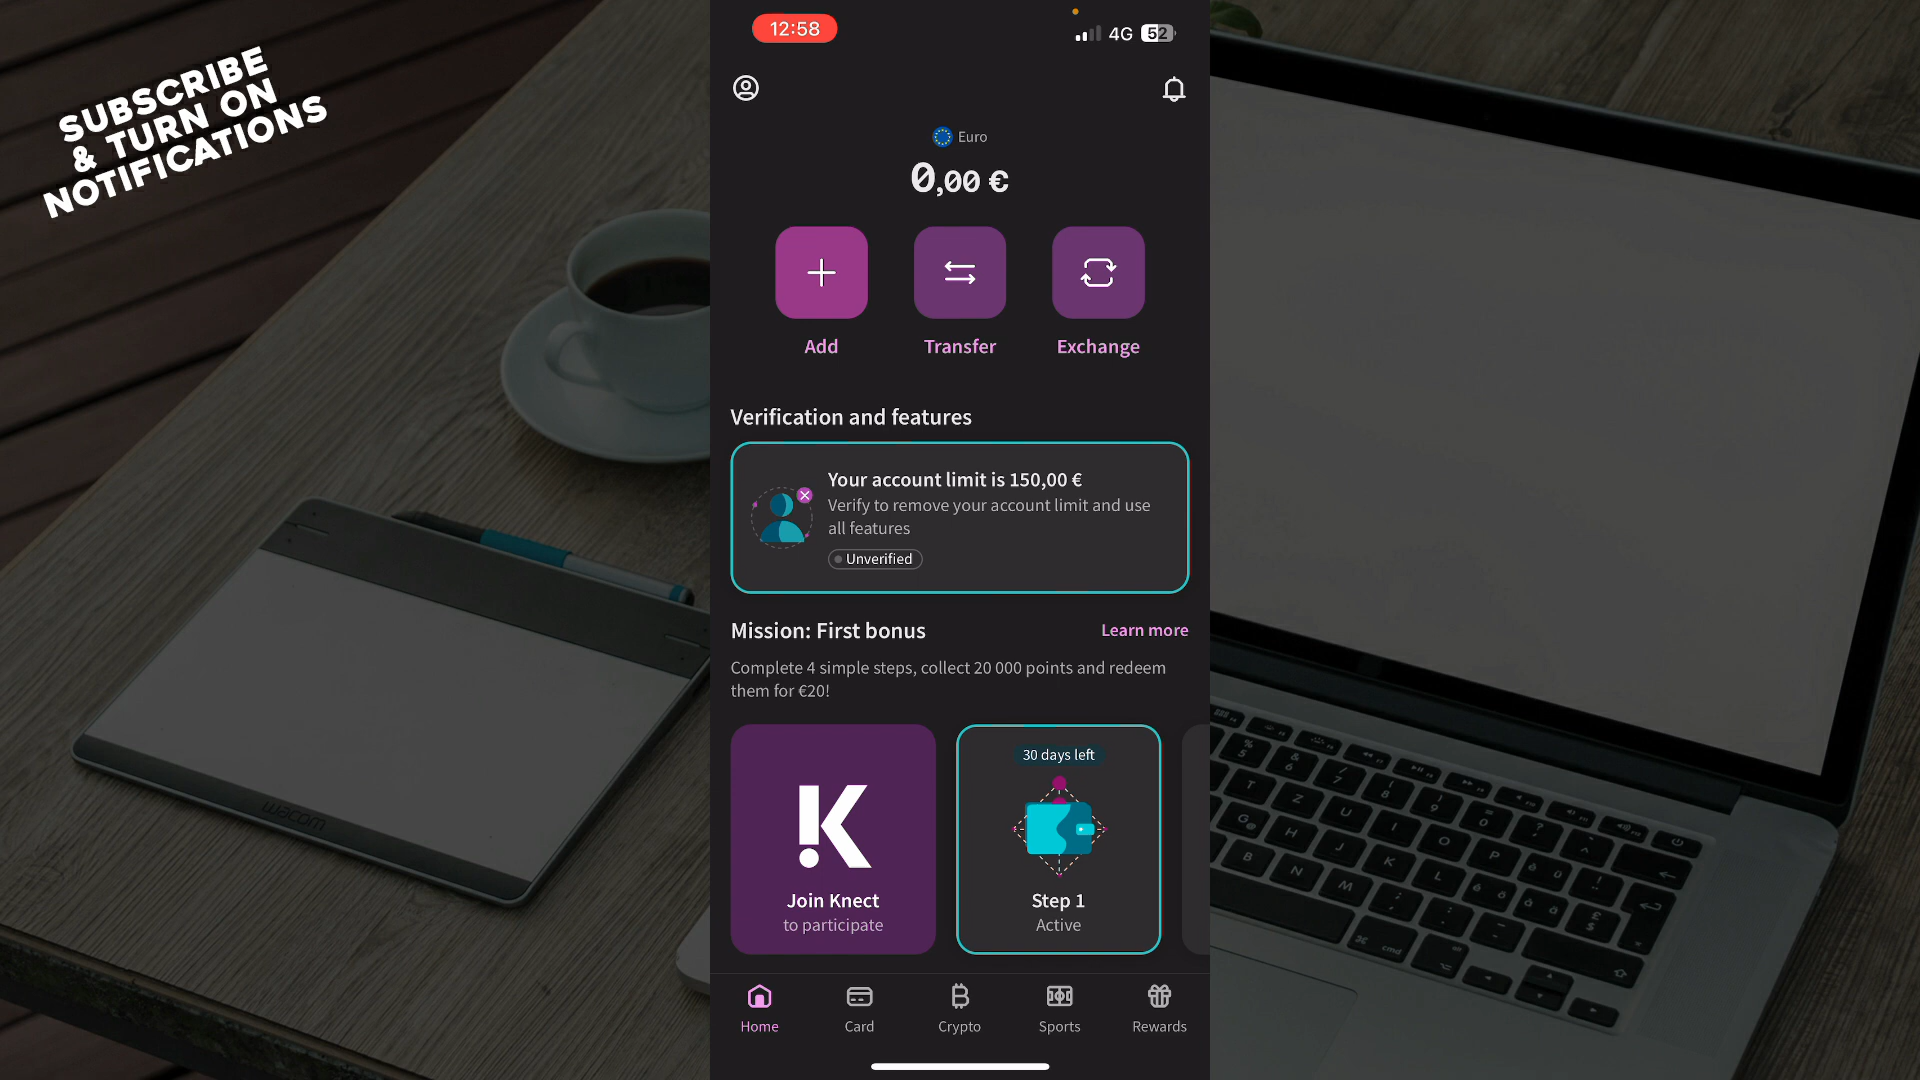 SUBSCRIBE
& TURN ON
NOTIFICATIONS
12:58
4G 52
Euro
0,00 €
Add
Transfer
Exchange
Verification and features
Your account limit is 150,00 €
Verify to remove your account limit and use
all features
Unverified
Mission: First bonus
Learn more
Complete 4 simple steps, collect 20 000 points and redeem
them for €20!
K
Join Knect
to participate
30 days left
Step 1
Active
Home
Card
Crypto
Sports
Rewards
wacom